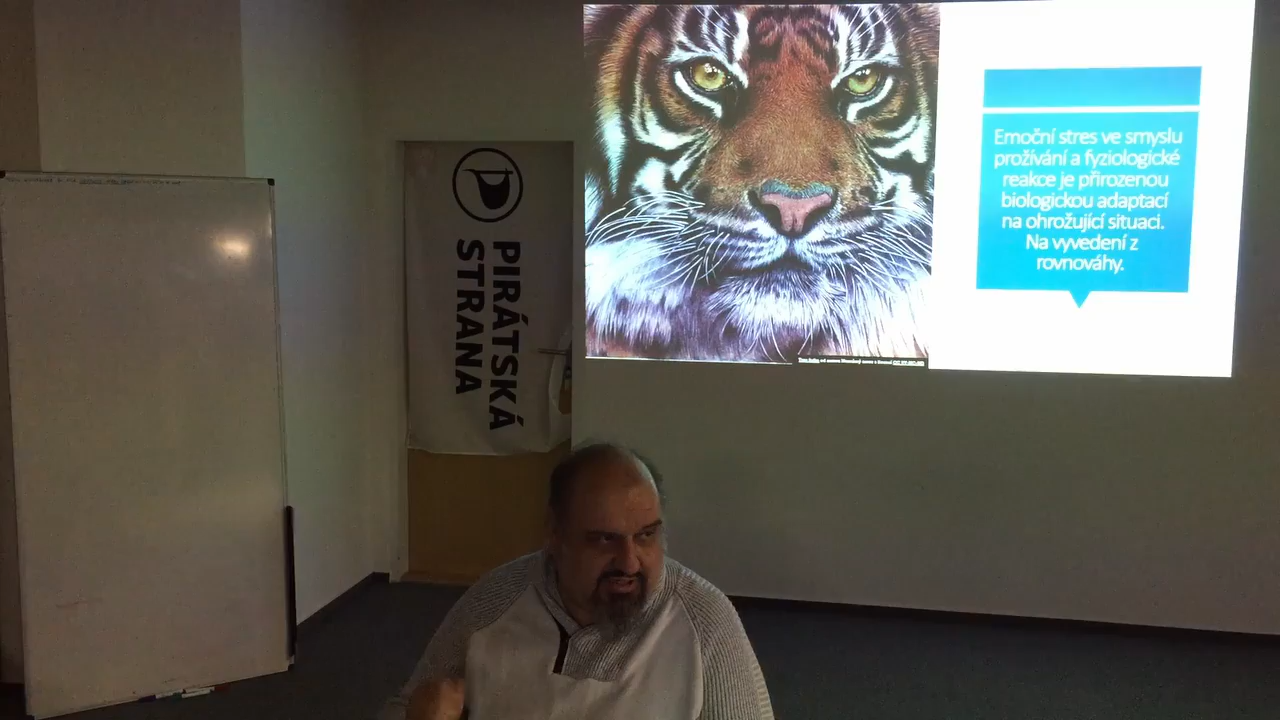 PIRÁTSKÁ
STRANA
Emoční stres ve smyslu
prožívání a fyziologické
reakce je přirozenou
biologickou adaptací
na ohrožující situaci.
Na vyvedení z
rovnováhy.